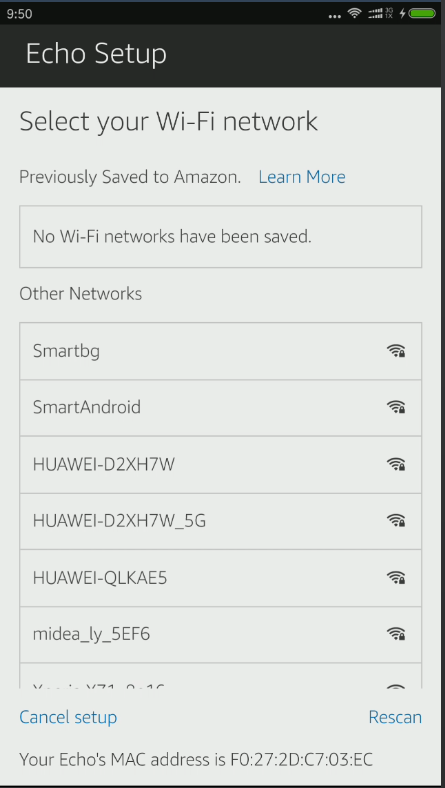 9:50
3G
1X
Echo Setup
Select your Wi-Fi network
Previously Saved to Amazon. Learn More
No Wi-Fi networks have been saved.
Other Networks
Smartbg
SmartAndroid
HUAWEI-D2XH7W
HUAWEI-D2XH7W_5G
HUAWEI-QLKAE5
midea_ly_5EF6
Cancel setup Rescan
Your Echo's MAC address is F0:27:2D:C7:03:EC